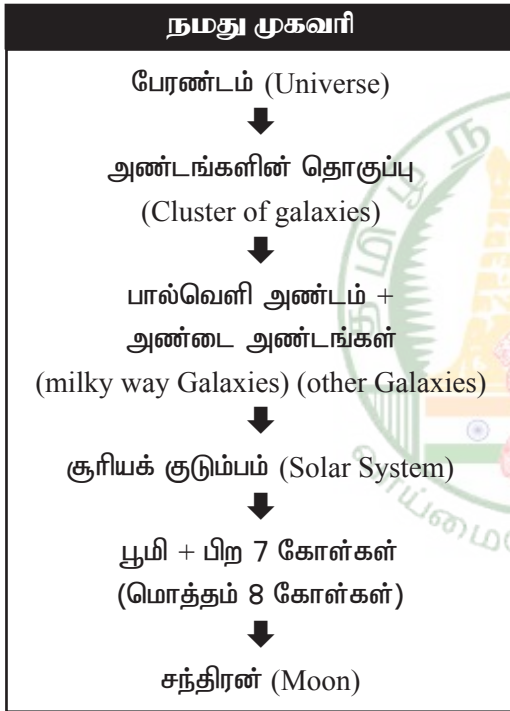 நமது முகவரி
பேரண்டம் (Universe)
அண்டங்களின் தொகுப்பு
(Cluster of galaxies)
பால்வெளி அண்டம் +
அண்டை அண்டங்கள்
(milky way Galaxies) (other Galaxies)
சூரியக் குடும்பம் (Solar System)
பூமி + பிற 7 கோள்கள்
(மொத்தம் 8 கோள்கள்)
சந்திரன் (Moon)